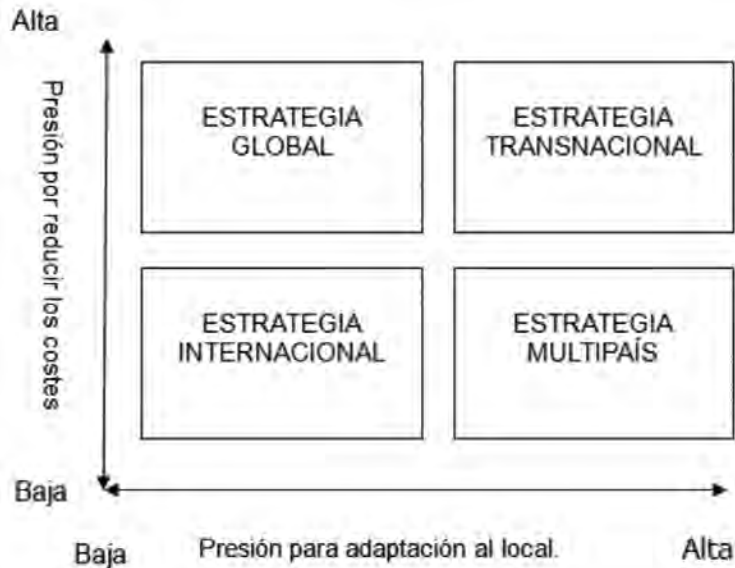 Alta
Presión por reducir los costes
ESTRATEGIA
GLOBAL
ESTRATEGIA
TRANSNACIONAL
ESTRATEGIA
INTERNACIONAL
ESTRATEGIA
MULTIPAÍS
Baja
Baja
Presión para adaptación al local.
Alta